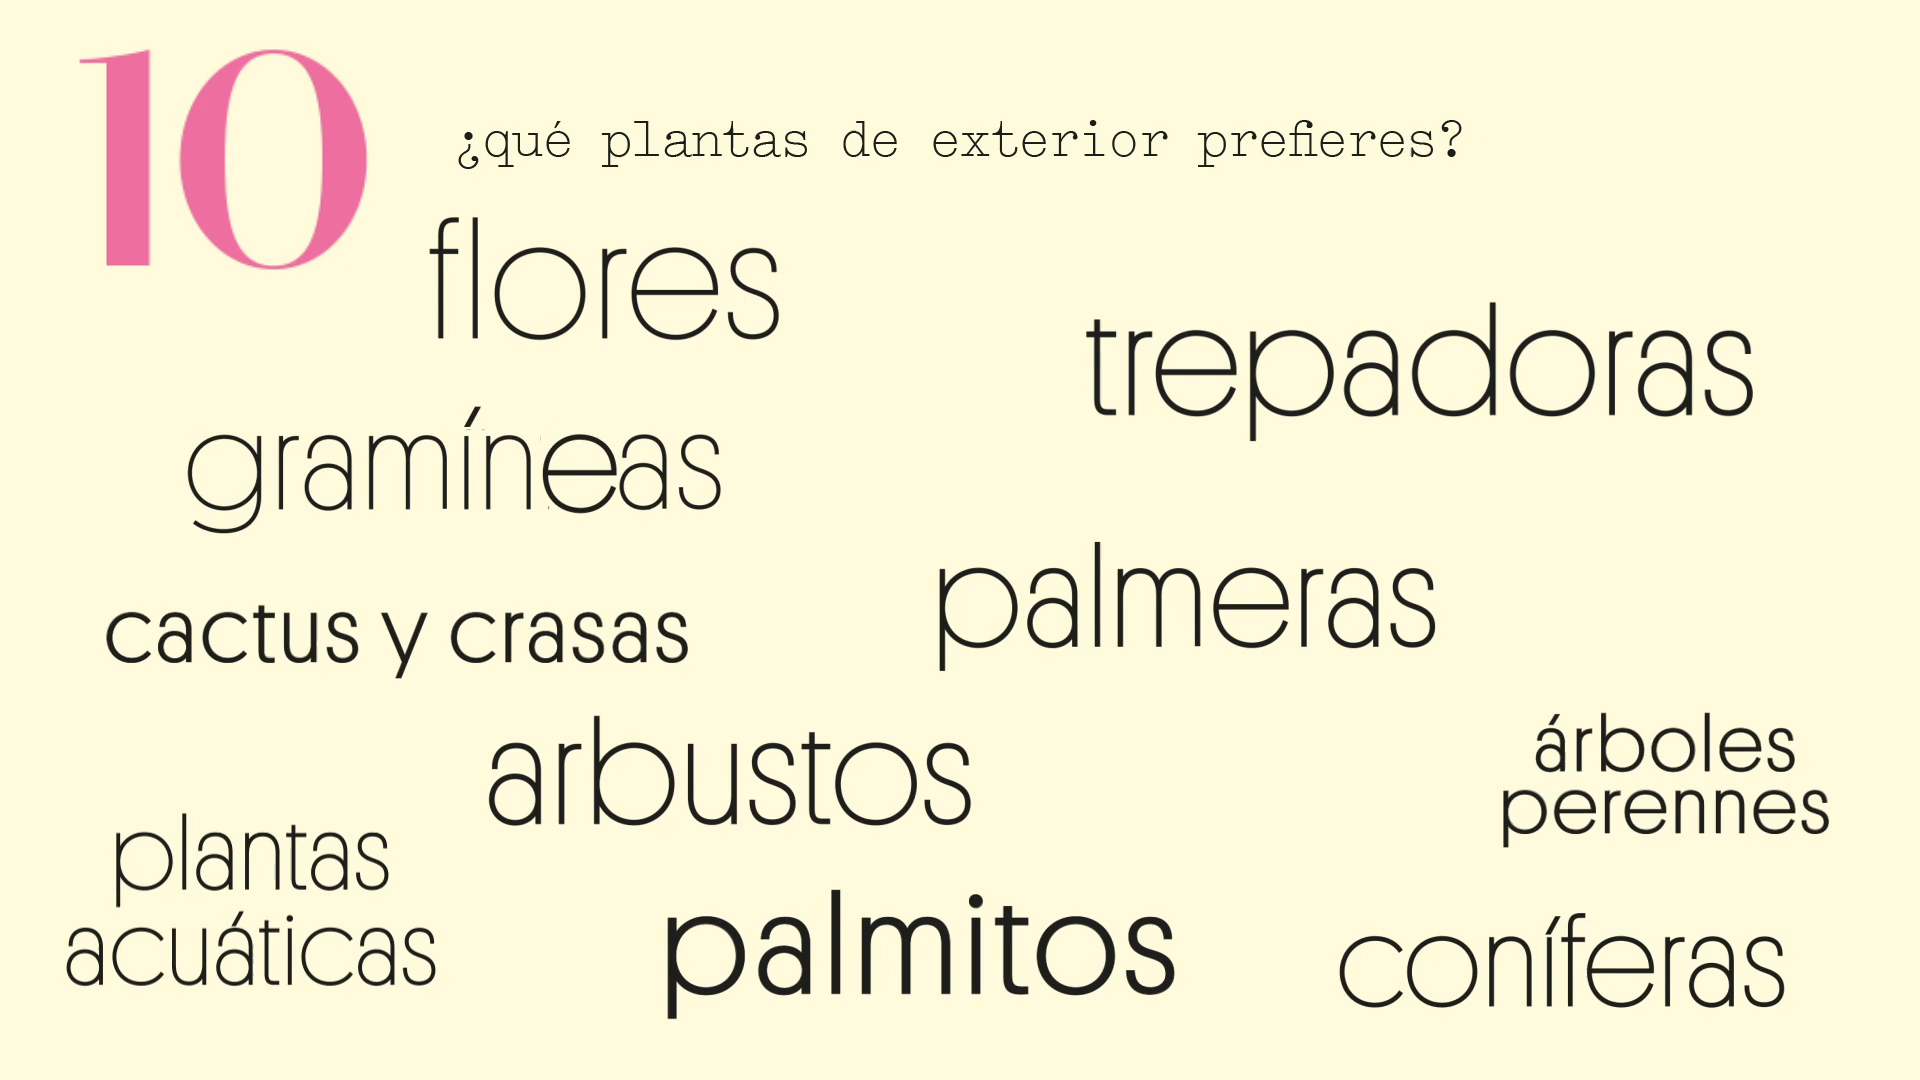 10
¿qué plantas de exterior prefieres?
flores
trepadoras
gramíneas
palmeras
cactus y crasas
arbustos
árboles
perennes
plantas
acuáticas
palmitos
coníferas